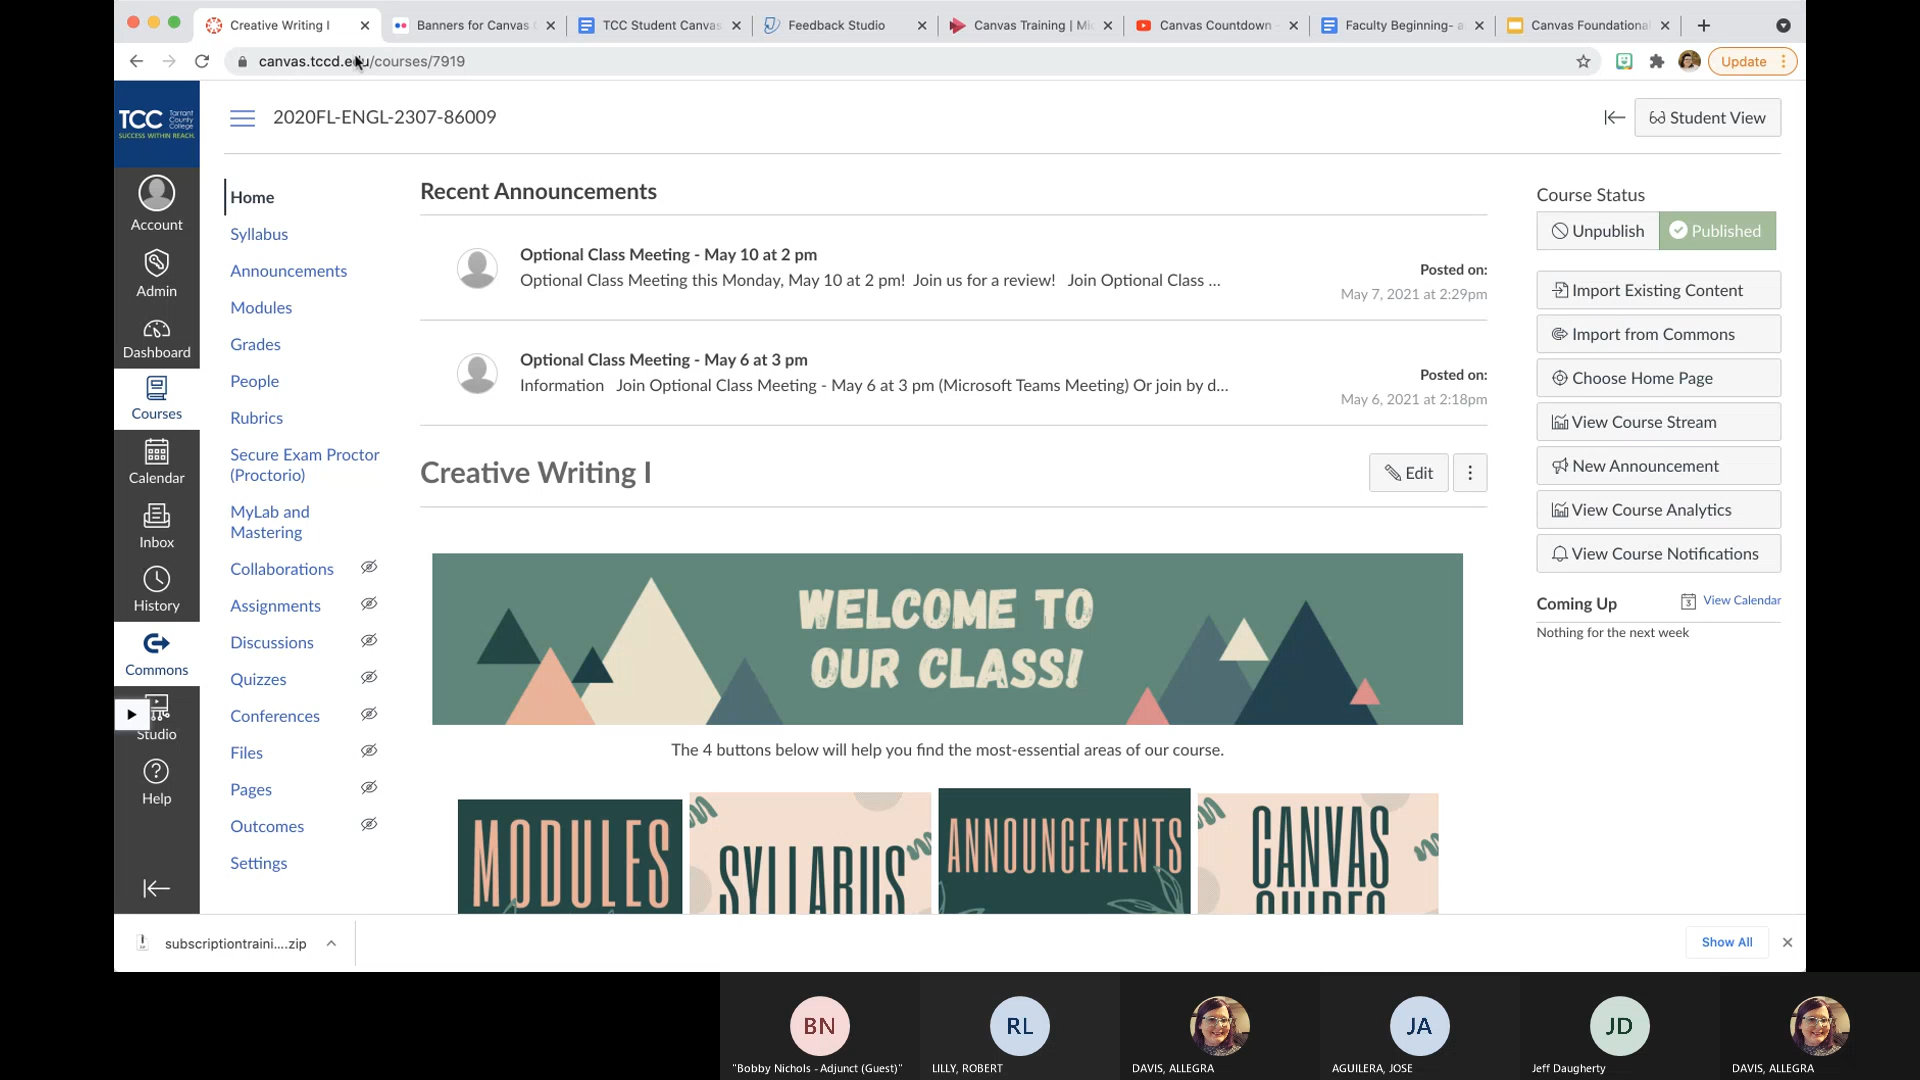 Creative Writing I
Banners for Canvas
TCC Student Canvas
Feedback Studio
Canvas Training | Mi
Canvas Countdown
Faculty Beginning- a
Canvas Foundational
canvas.tccd.edu/courses/7919
Update
TCC Tarrant County College
SUCCESS WITHIN REACH.
2020FL-ENGL-2307-86009
Student View
Account
Admin
Dashboard
Courses
Calendar
Inbox
History
Commons
Studio
Help
Home
Syllabus
Announcements
Modules
Grades
People
Rubrics
Secure Exam Proctor
(Proctorio)
MyLab and
Mastering
Collaborations
Assignments
Discussions
Quizzes
Conferences
Files
Pages
Outcomes
Settings
Recent Announcements
Optional Class Meeting - May 10 at 2 pm
Optional Class Meeting this Monday, May 10 at 2 pm! Join us for a review! Join Optional Class ...
Posted on:
May 7, 2021 at 2:29pm
Optional Class Meeting - May 6 at 3 pm
Information Join Optional Class Meeting - May 6 at 3 pm (Microsoft Teams Meeting) Or join by d...
Posted on:
May 6, 2021 at 2:18pm
Creative Writing I
Edit
WELCOME TO
OUR CLASS!
The 4 buttons below will help you find the most-essential areas of our course.
MODULES
SYLLABUS
ANNOUNCEMENTS
CANVAS
GUIDES
Course Status
Unpublish
Published
Import Existing Content
Import from Commons
Choose Home Page
View Course Stream
New Announcement
View Course Analytics
View Course Notifications
Coming Up
3
View Calendar
Nothing for the next week
subscriptiontraini....zip
Show All
BN
RL
JA
JD
"Bobby Nichols - Adjunct (Guest)"
LILLY, ROBERT
DAVIS, ALLEGRA
AGUILERA, JOSE
Jeff Daugherty
DAVIS, ALLEGRA